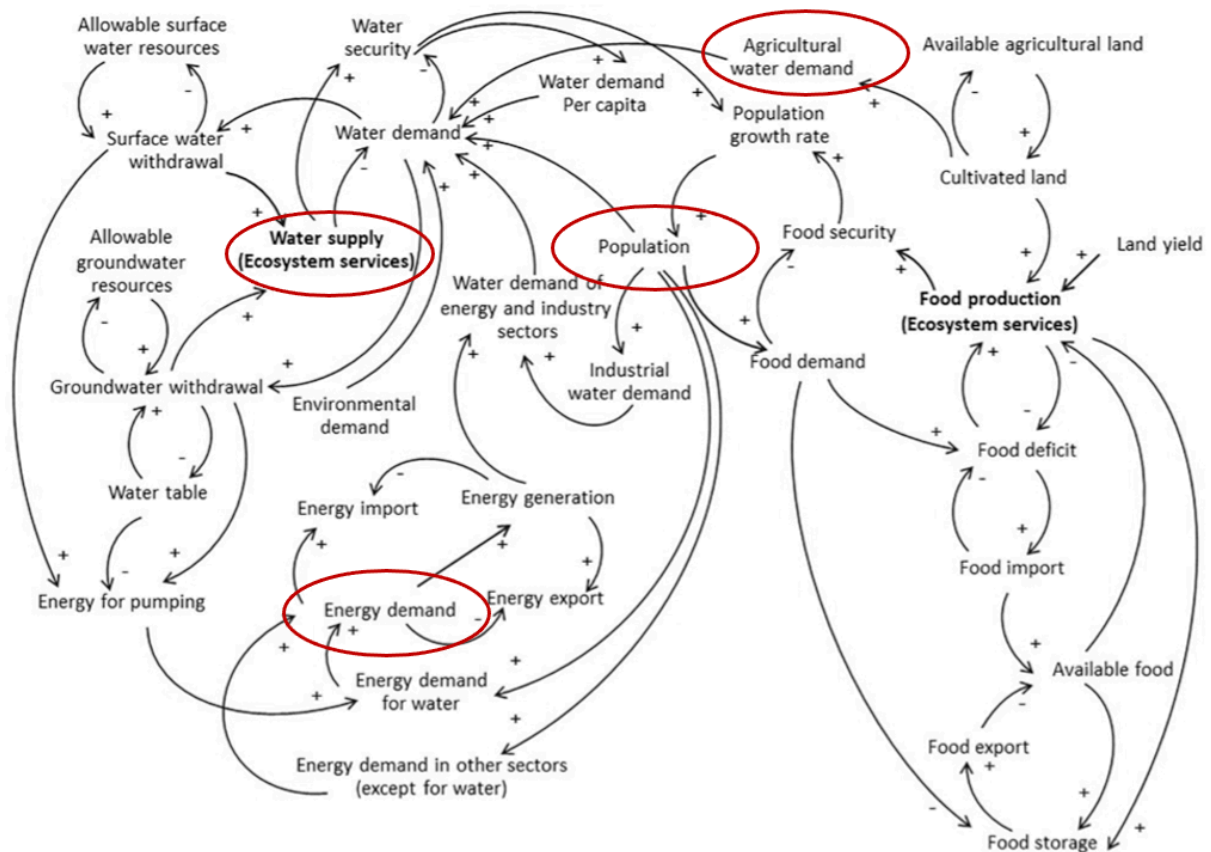 Allowable surface
water resources
Water
security
Agricultural
water demand
Available agricultural land
Water demand
Per capita
Population
growth rate
Surface water
withdrawal
Water demand
Cultivated land
Allowable
groundwater
resources
Water supply
(Ecosystem services)
Population
Food security
Land yield
Water demand of
energy and industry
sectors
Food production
(Ecosystem services)
Industrial
water demand
Food demand
Groundwater withdrawal
Environmental
demand
Food deficit
Water table
Energy import
Energy generation
Food import
Energy for pumping
Energy demand
Energy export
Energy demand
for water
Available food
Energy demand in other sectors
(except for water)
Food export
Food storage